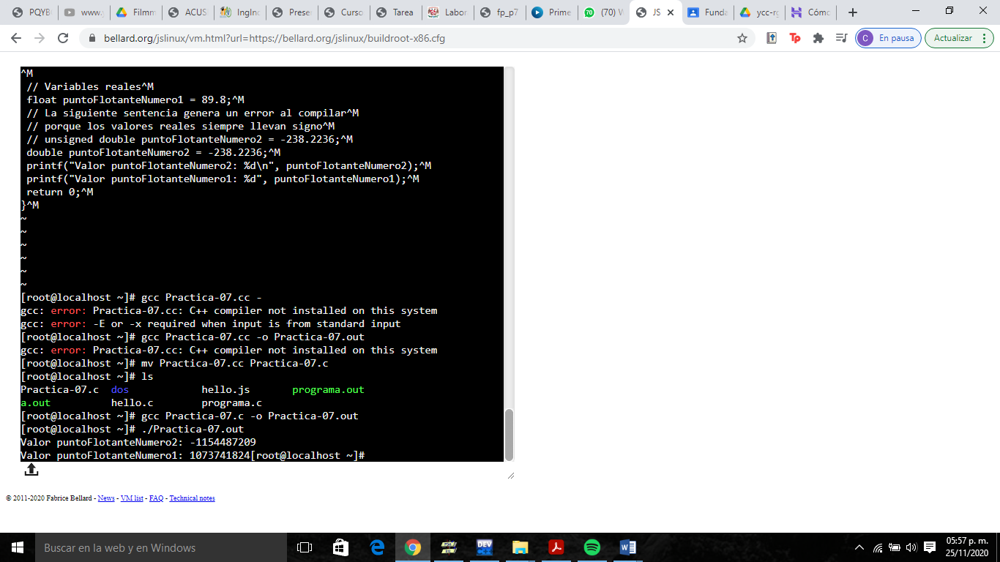 PQYB
www.
Filmm
ACUS
IngInc
Prese
Curso
Tarea
Labor
fp_p7
Prime
(70) V
JS
Funda
ycc-r
Cómo
bellard.org/jslinux/vm.html?url=https://bellard.org/jslinux/buildroot-x86.cfg
C En pausa
Actualizar
^M
// Variables reales^M
float puntoFlotanteNumero1 = 89.8;^M
// La siguiente sentencia genera un error al compilar^M
// porque los valores reales siempre llevan signo^M
// unsigned double puntoFlotanteNumero2 = -238.2236;^M
double puntoFlotanteNumero2 = -238.2236;^M
printf("Valor puntoFlotanteNumero2: %d\n", puntoFlotanteNumero2);^M
printf("Valor puntoFlotanteNumero1: %d", puntoFlotanteNumero1);^M
return 0;^M
}^M
~
~
~
~
~
~
[root@localhost ~]# gcc Practica-07.cc -
gcc: error: Practica-07.cc: C++ compiler not installed on this system
gcc: error: -E or -x required when input is from standard input
[root@localhost ~]# gcc Practica-07.cc -o Practica-07.out
gcc: error: Practica-07.cc: C++ compiler not installed on this system
[root@localhost ~]# mv Practica-07.cc Practica-07.c
[root@localhost ~]# ls
Practica-07.c dos hello.js programa.out
a.out hello.c programa.c
[root@localhost ~]# gcc Practica-07.c -o Practica-07.out
[root@localhost ~]# ./Practica-07.out
Valor puntoFlotanteNumero2: -1154487209
Valor puntoFlotanteNumero1: 1073741824[root@localhost ~]#
© 2011-2020 Fabrice Bellard - News - VM list - FAQ - Technical notes
Buscar en la web y en Windows
05:57 p. m.
25/11/2020